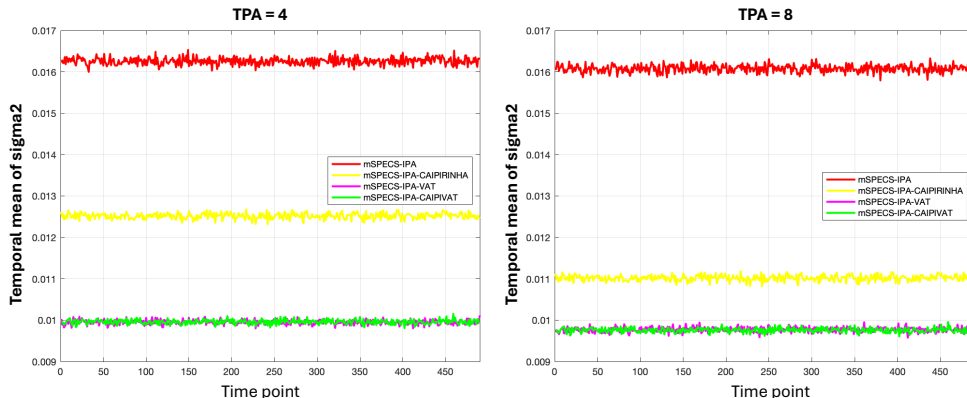 TPA = 4
0.017
0.016
0.015
0.014
0.013
0.012
0.011
0.01
0.009
Temporal mean of sigma2
mSPECS-IPA
mSPECS-IPA-CAIPIRINHA
mSPECS-IPA-VAT
mSPECS-IPA-CAIPIVAT
0 50 100 150 200 250 300 350 400 450
Time point
TPA = 8
0.017
0.016
0.015
0.014
0.013
0.012
0.011
0.01
0.009
Temporal mean of sigma2
mSPECS-IPA
mSPECS-IPA-CAIPIRINHA
mSPECS-IPA-VAT
mSPECS-IPA-CAIPIVAT
0 50 100 150 200 250 300 350 400 450
Time point